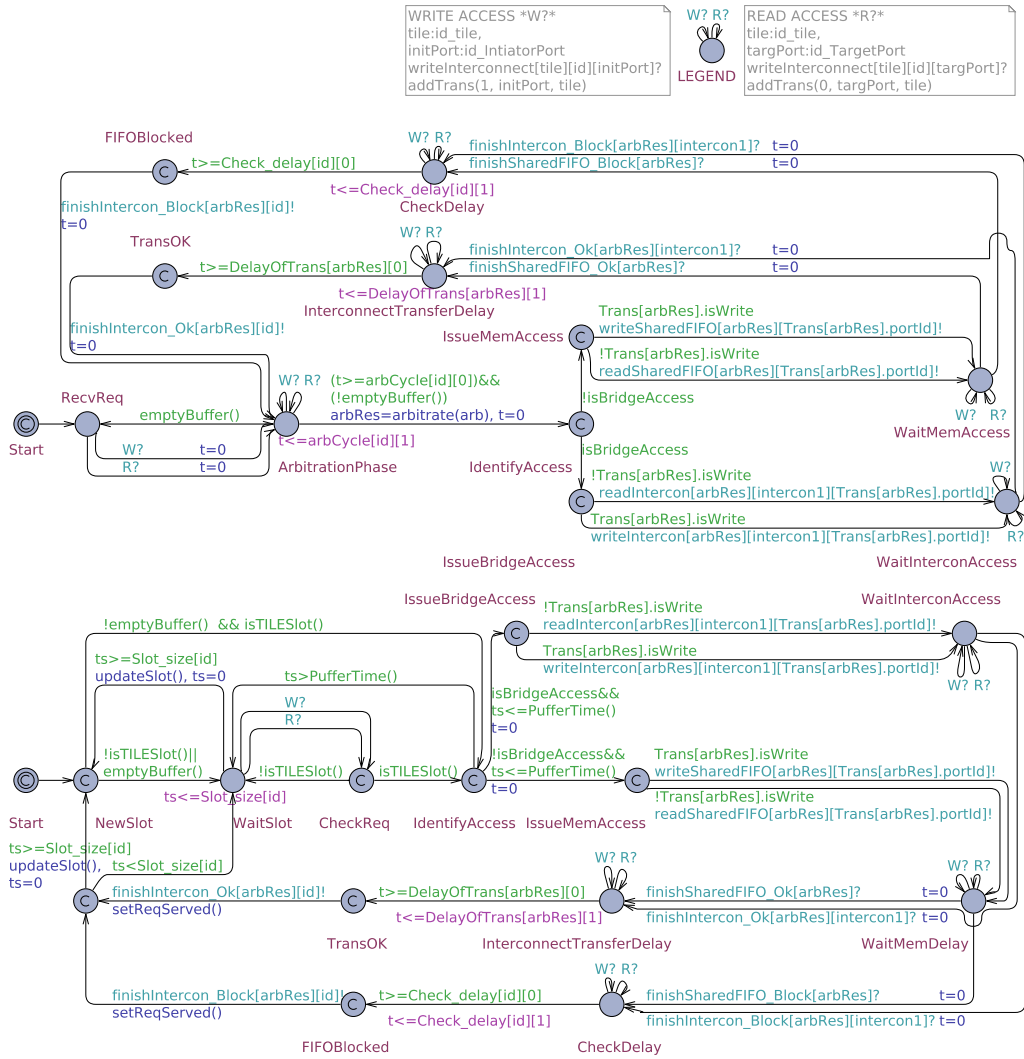 WRITE ACCESS *W?*
tile:id_tile,
initPort:id_IntiatorPort
writeInterconnect[tile][id][initPort]?
addTrans(1, initPort, tile)
W? R?
LEGEND
READ ACCESS *R?*
tile:id_tile,
targPort:id_TargetPort
writeInterconnect[tile][id][targPort]?
addTrans(0, targPort, tile)
FIFOBlocked
C
t>=Check_delay[id][0]
W? R?
t<=Check_delay[id][1]
CheckDelay
finishIntercon_Block[arbRes][intercon1]? t=0
finishSharedFIFO_Block[arbRes]? t=0
finishIntercon_Block[arbRes][id]!
t=0
TransOK
C
t>=DelayOfTrans[arbRes][0]
W? R?
t<=DelayOfTrans[arbRes][1]
InterconnectTransferDelay
finishIntercon_Ok[arbRes][intercon1]? t=0
finishSharedFIFO_Ok[arbRes]? t=0
finishIntercon_Ok[arbRes][id]!
t=0
IssueMemAccess
C
Trans[arbRes].isWrite
writeSharedFIFO[arbRes][Trans[arbRes].portId]!
!Trans[arbRes].isWrite
readSharedFIFO[arbRes][Trans[arbRes].portId]!
W? R?
WaitMemAccess
C
Start
RecvReq
emptyBuffer()
W? t=0
R? t=0
W? R?
(t>=arbCycle[id][0])&&
(!emptyBuffer())
arbRes=arbitrate(arb), t=0
t<=arbCycle[id][1]
ArbitrationPhase
!isBridgeAccess
C
isBridgeAccess
IdentifyAccess
!Trans[arbRes].isWrite
readIntercon[arbRes][intercon1][Trans[arbRes].portId]!
C
Trans[arbRes].isWrite
writeIntercon[arbRes][intercon1][Trans[arbRes].portId]!
W?
R?
IssueBridgeAccess
WaitInterconAccess
IssueBridgeAccess
WaitInterconAccess
C
!Trans[arbRes].isWrite
readIntercon[arbRes][intercon1][Trans[arbRes].portId]!
Trans[arbRes].isWrite
writeIntercon[arbRes][intercon1][Trans[arbRes].portId]!
W? R?
!emptyBuffer() && isTILESlot()
ts>=Slot_size[id]
updateSlot(), ts=0
ts>PufferTime()
W?
R?
isBridgeAccess&&
ts<=PufferTime()
t=0
C
Start
C
NewSlot
!isTILESlot()||
emptyBuffer()
ts<=Slot_size[id]
WaitSlot
!isTILESlot()
C
CheckReq
isTILESlot()
C
IdentifyAccess
!isBridgeAccess&&
ts<=PufferTime()
t=0
C
IssueMemAccess
Trans[arbRes].isWrite
writeSharedFIFO[arbRes][Trans[arbRes].portId]!
!Trans[arbRes].isWrite
readSharedFIFO[arbRes][Trans[arbRes].portId]!
ts>=Slot_size[id]
updateSlot(),
ts=0
ts<Slot_size[id]
C
finishIntercon_Ok[arbRes][id]!
setReqServed()
C
TransOK
t>=DelayOfTrans[arbRes][0]
t<=DelayOfTrans[arbRes][1]
W? R?
InterconnectTransferDelay
finishSharedFIFO_Ok[arbRes]? t=0
finishIntercon_Ok[arbRes][intercon1]? t=0
W? R?
WaitMemDelay
finishIntercon_Block[arbRes][id]!
setReqServed()
C
FIFOBlocked
t>=Check_delay[id][0]
t<=Check_delay[id][1]
W? R?
CheckDelay
finishSharedFIFO_Block[arbRes]? t=0
finishIntercon_Block[arbRes][intercon1]? t=0